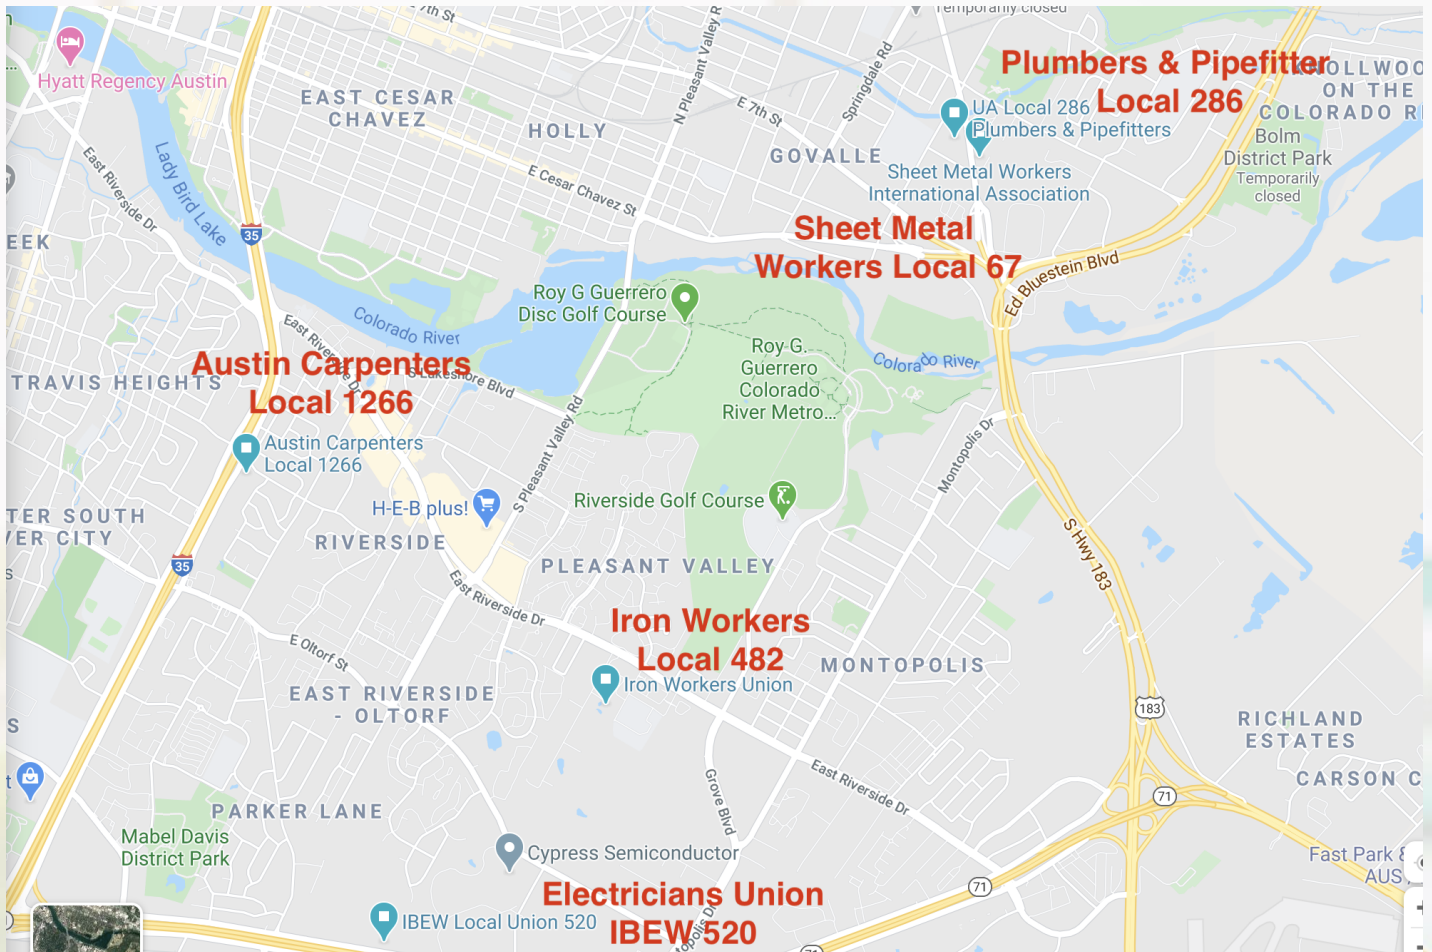 7th St
Temporarily closed
Hyatt Regency Austin
EAST CESAR
CHAVEZ
HOLLY
N Pleasant Valley R
E 7th St
Springdale Rd
Plumbers & Pipefitter
Local 286
UA Local 286
Plumbers & Pipefitters
ON THE
COLORADO R
Bolm
District Park
Temporarily
closed
GOVALLE
Sheet Metal Workers
International Association
East Riverside Dr
Lady Bird Lake
E Cesar Chavez St
35
EEK
Sheet Metal
Workers Local 67
Ed Bluestein Blvd
Roy G Guerrero
Disc Golf Course
Colorado River
East Riverside Dr
Roy G.
Guerrero
Colorado
River Metro...
Colorado River
Austin Carpenters
Local 1266
TRAVIS HEIGHTS
S Lakeshore Blvd
Austin Carpenters
Local 1266
S Pleasant Valley Rd
Montopolis Dr
H-E-B plus!
Riverside Golf Course
TER SOUTH
VER CITY
RIVERSIDE
S Hwy 183
35
PLEASANT VALLEY
East Riverside Dr
Iron Workers
Local 482
Iron Workers Union
E Oltorf St
MONTOPOLIS
EAST RIVERSIDE
- OLTORF
183
RICHLAND
ESTATES
CARSON C
S
t
71
East Riverside Dr
Grove Blvd
PARKER LANE
Mabel Davis
District Park
Cypress Semiconductor
Fast Park &
AUS
71
Electricians Union
IBEW 520
IBEW Local Union 520
71